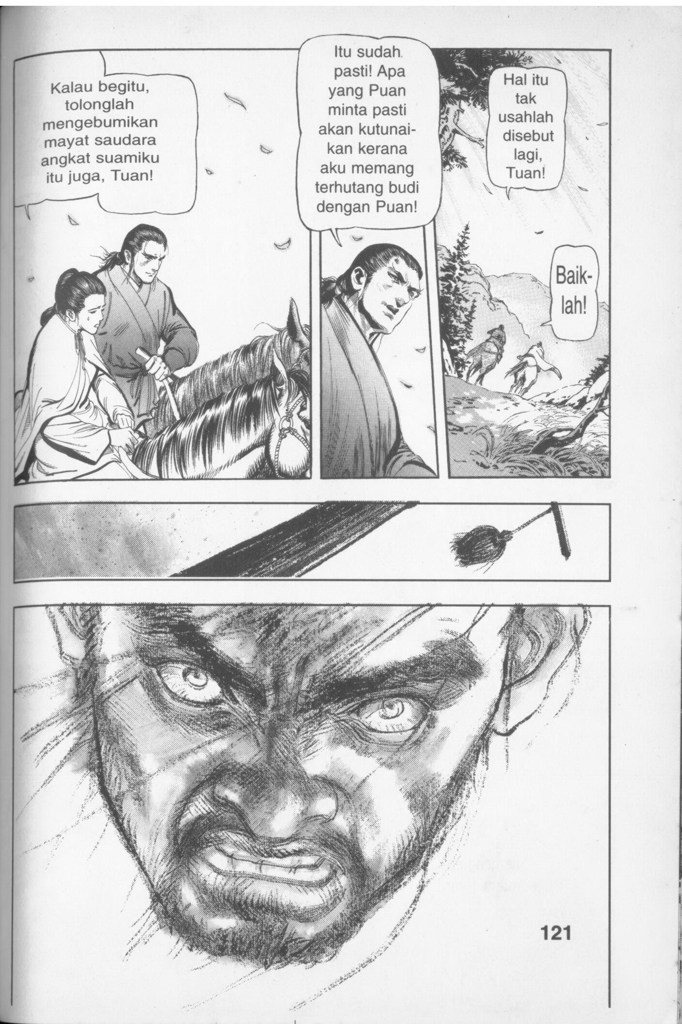 Kalau begitu,
tolonglah
mengebumikan
mayat saudara
angkat suamiku
itu juga, Tuan!
Itu sudah
pasti! Apa
yang Puan
minta pasti
akan kutunai-
kan kerana
aku memang
terhutang budi
dengan Puan!
Hal itu
tak
usahlah
disebut
lagi,
Tuan!
Baik-
lah!
121